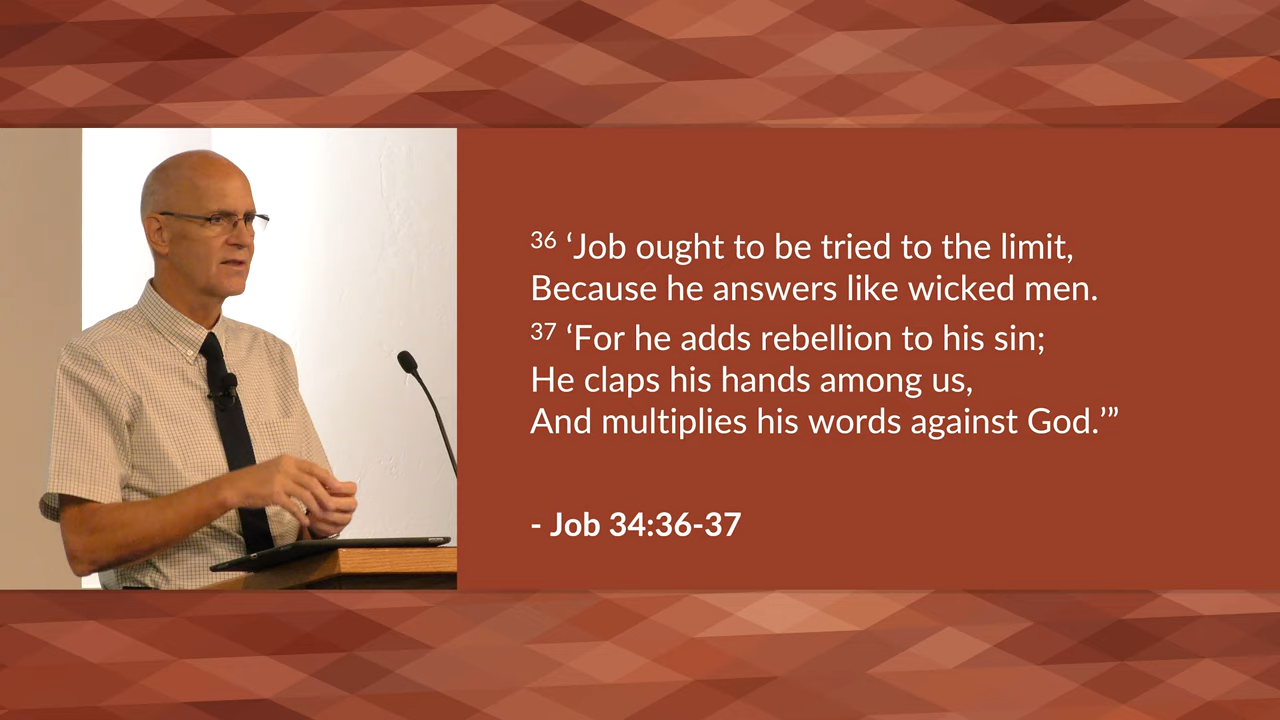 36 ‘Job ought to be tried to the limit,
Because he answers like wicked men.
37 ‘For he adds rebellion to his sin;
He claps his hands among us,
And multiplies his words against God.’”
- Job 34:36-37